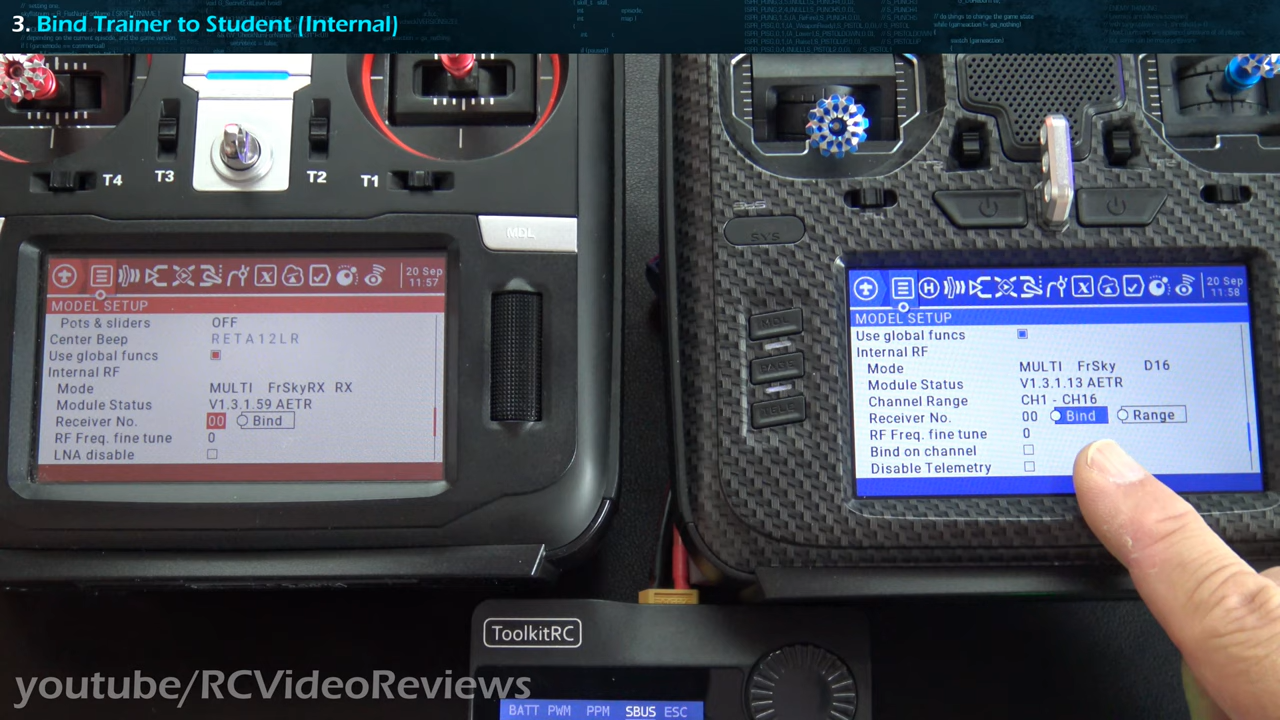 3. Bind Trainer to Student (Internal)
T4
T3
T2
T1
MDL
SYS
20 Sep
11:57
MODEL SETUP
Pots & sliders OFF
Center Beep RETA12LR
Use global funcs
Internal RF
Mode MULTI FrSkyRX RX
Module Status V1.3.1.59 AETR
Receiver No. 00 Bind
RF Freq. fine tune 0
LNA disable
20 Sep
11:58
MODEL SETUP
Use global funcs
Internal RF
Mode MULTI FrSky D16
Module Status V1.3.1.13 AETR
Channel Range CH1 - CH16
Receiver No. 00 Bind Range
RF Freq. fine tune 0
Bind on channel
Disable Telemetry
MDL
TELE
ToolkitRC
BATT PWM PPM SBUS ESC
youtube/RCVideoReviews